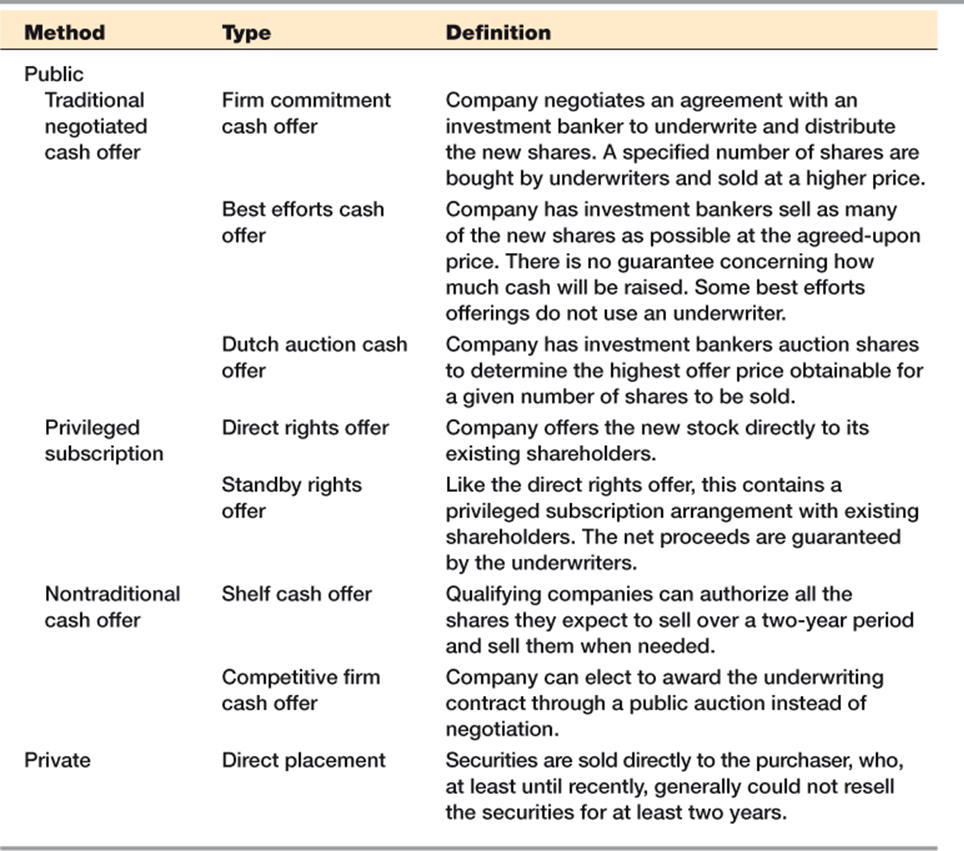 Method Type Definition
Public
Traditional Firm commitment Company negotiates an agreement with an
negotiated cash offer investment banker to underwrite and distribute
cash offer the new shares. A specified number of shares are
bought by underwriters and sold at a higher price.
Best efforts cash Company has investment bankers sell as many
offer of the new shares as possible at the agreed-upon
price. There is no guarantee concerning how
much cash will be raised. Some best efforts
offerings do not use an underwriter.
Dutch auction cash Company has investment bankers auction shares
offer to determine the highest offer price obtainable for
a given number of shares to be sold.
Privileged Direct rights offer Company offers the new stock directly to its
subscription existing shareholders.
Standby rights Like the direct rights offer, this contains a
offer privileged subscription arrangement with existing
shareholders. The net proceeds are guaranteed
by the underwriters.
Nontraditional Shelf cash offer Qualifying companies can authorize all the
cash offer shares they expect to sell over a two-year period
and sell them when needed.
Competitive firm Company can elect to award the underwriting
cash offer contract through a public auction instead of
negotiation.
Private Direct placement Securities are sold directly to the purchaser, who,
at least until recently, generally could not resell
the securities for at least two years.